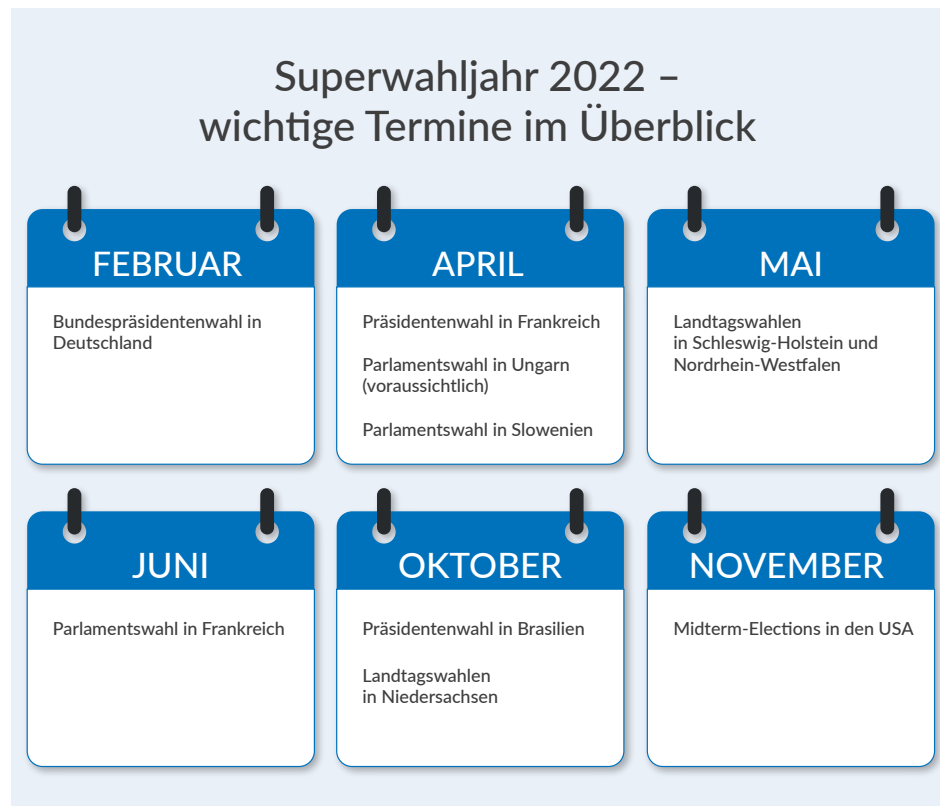 Superwahljahr 2022 –
wichtige Termine im Überblick
FEBRUAR
Bundespräsidentenwahl in
Deutschland
APRIL
Präsidentenwahl in Frankreich
Parlamentswahl in Ungarn
(voraussichtlich)
Parlamentswahl in Slowenien
MAI
Landtagswahlen
in Schleswig-Holstein und
Nordrhein-Westfalen
JUNI
Parlamentswahl in Frankreich
OKTOBER
Präsidentenwahl in Brasilien
Landtagswahlen
in Niedersachsen
NOVEMBER
Midterm-Elections in den USA